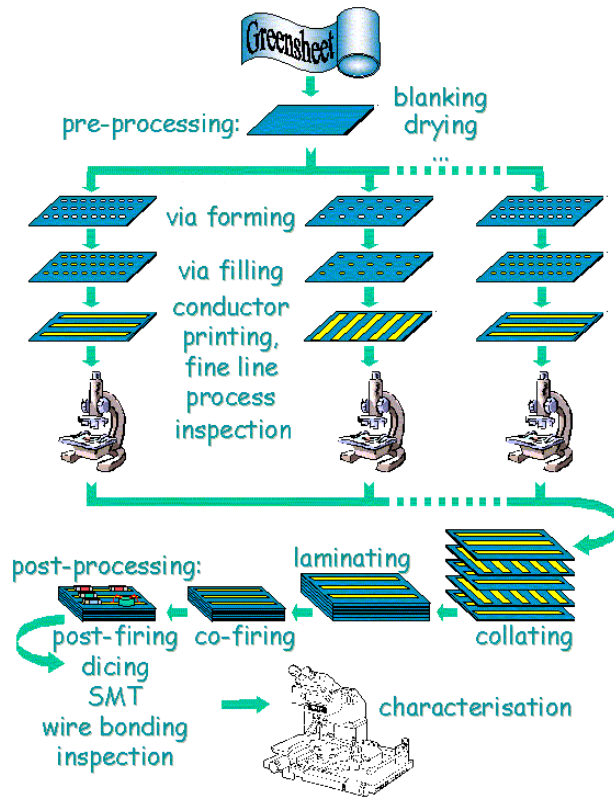 Greensheet
pre-processing:
blanking
drying
...
via forming
via filling
conductor
printing,
fine line
process
inspection
laminating
collating
co-firing
post-processing:
post-firing
dicing
SMT
wire bonding
inspection
characterisation